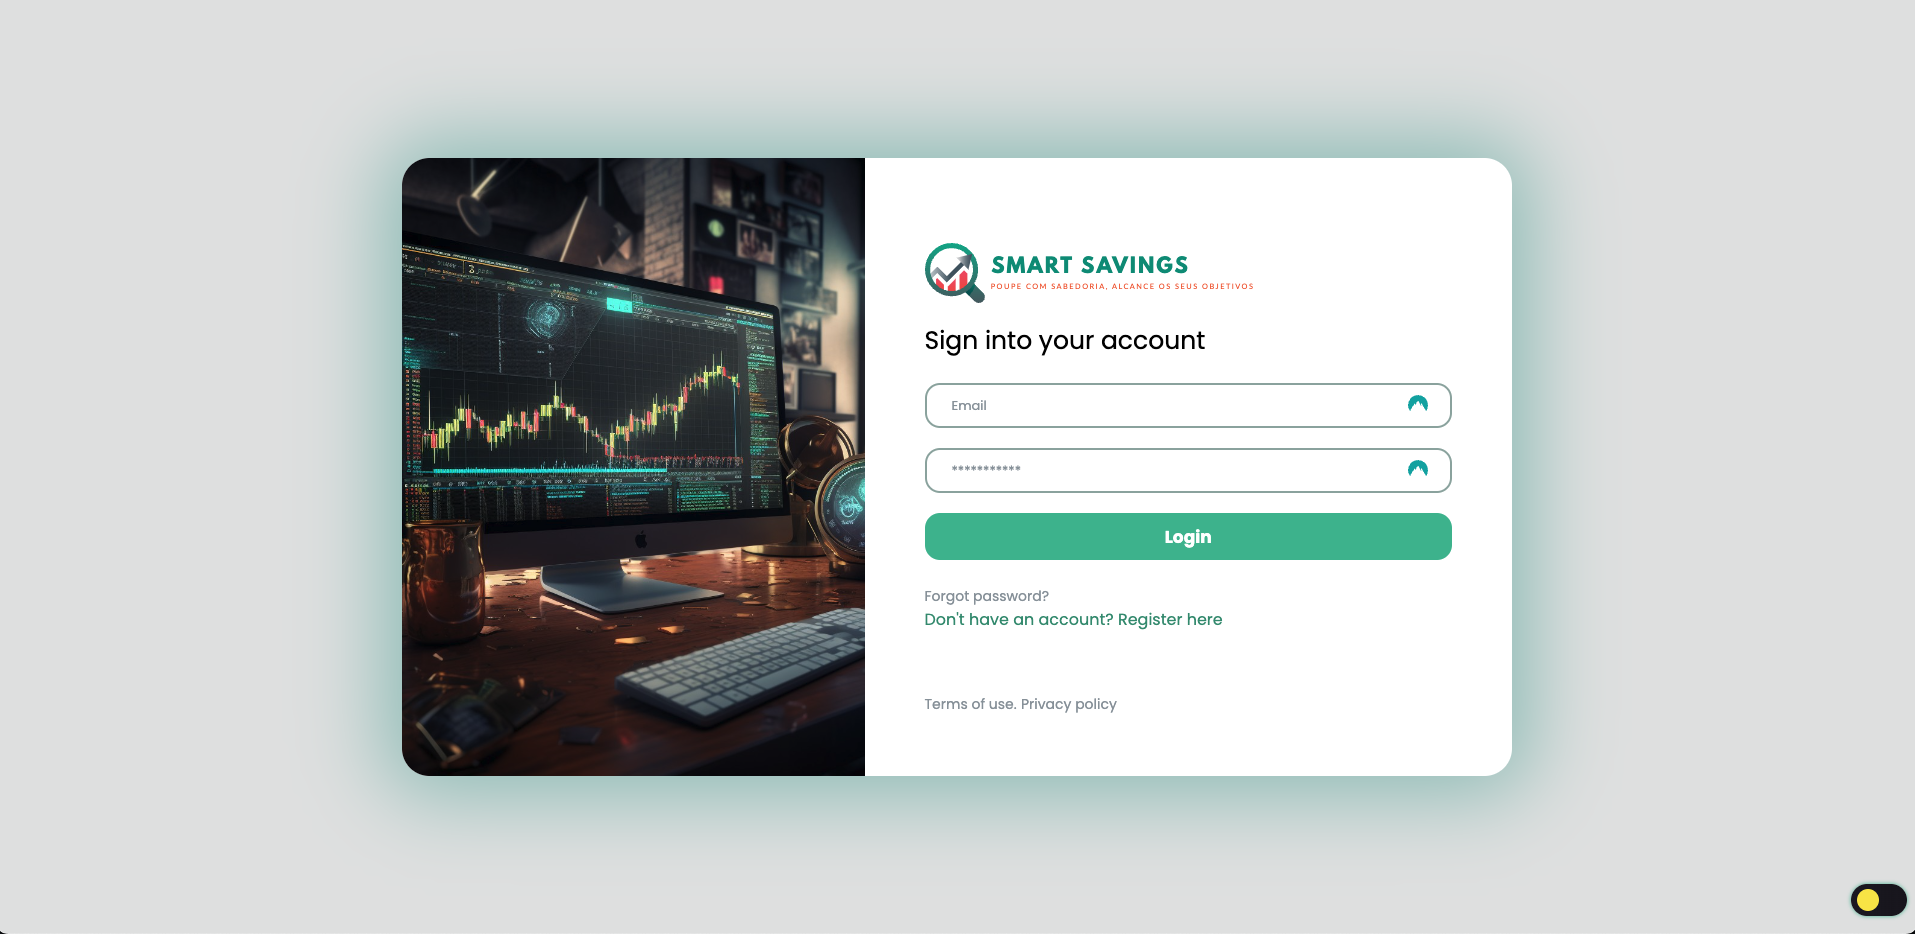 SMART SAVINGS
POUPE COM SABEDORIA, ALCANCE OS SEUS OBJETIVOS
Sign into your account
Email
***********
Login
Forgot password?
Don't have an account? Register here
Terms of use. Privacy policy